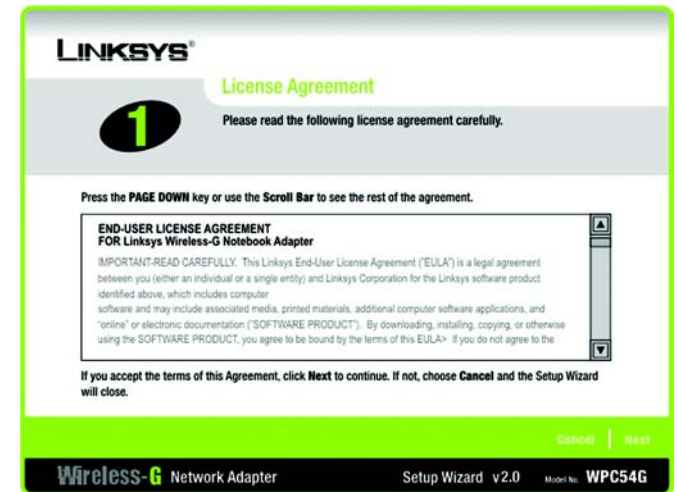 LINKSYS®
License Agreement
1
Please read the following license agreement carefully.
Press the PAGE DOWN key or use the Scroll Bar to see the rest of the agreement.
END-USER LICENSE AGREEMENT
FOR Linksys Wireless-G Notebook Adapter
IMPORTANT-READ CAREFULLY. This Linksys End-User License Agreement ("EULA") is a legal agreement
between you (either an individual or a single entity) and Linksys Corporation for the Linksys software product
identified above, which includes computer
software and may include associated media, printed materials, additional computer software applications, and
"online" or electronic documentation ("SOFTWARE PRODUCT"). By downloading, installing, copying, or otherwise
using the SOFTWARE PRODUCT, you agree to be bound by the terms of this EULA> If you do not agree to the
If you accept the terms of this Agreement, click Next to continue. If not, choose Cancel and the Setup Wizard
will close.
Cancel Next
Wireless-G Network Adapter Setup Wizard v2.0 Model No. WPC54G